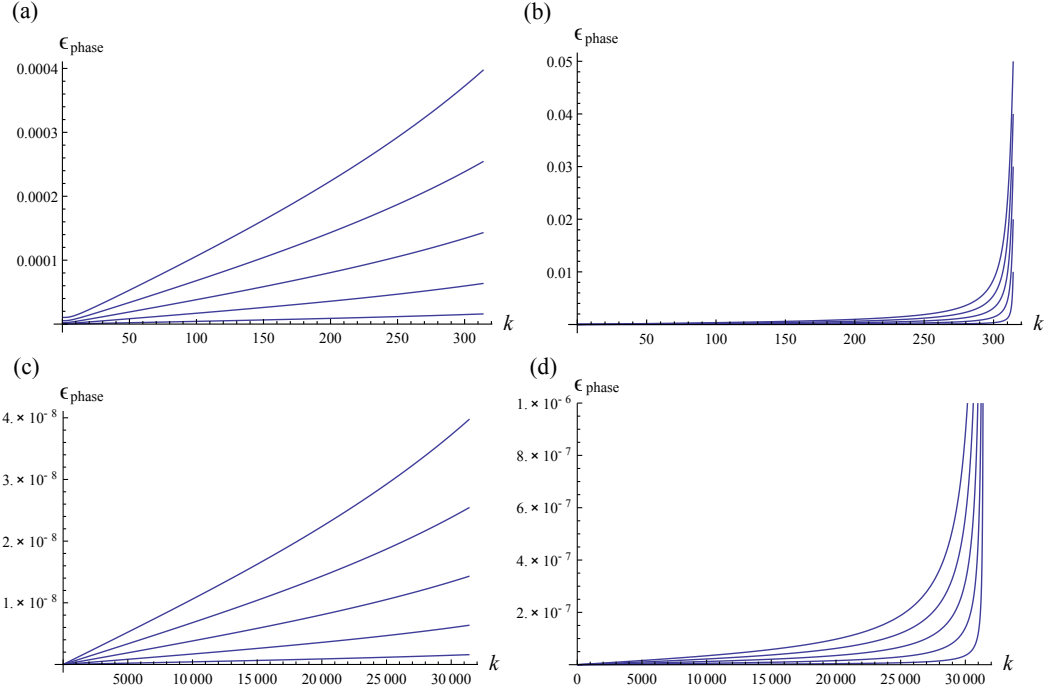 (a)
ϵphase
0.0004
0.0003
0.0002
0.0001
50 100 150 200 250 300
k
(b)
ϵphase
0.05
0.04
0.03
0.02
0.01
50 100 150 200 250 300
k
(c)
ϵphase
4. × 10-8
3. × 10-8
2. × 10-8
1. × 10-8
5000 10 000 15 000 20 000 25 000 30 000
k
(d)
ϵphase
1. × 10-6
8. × 10-7
6. × 10-7
4. × 10-7
2. × 10-7
0 5000 10 000 15 000 20 000 25 000 30 000
k